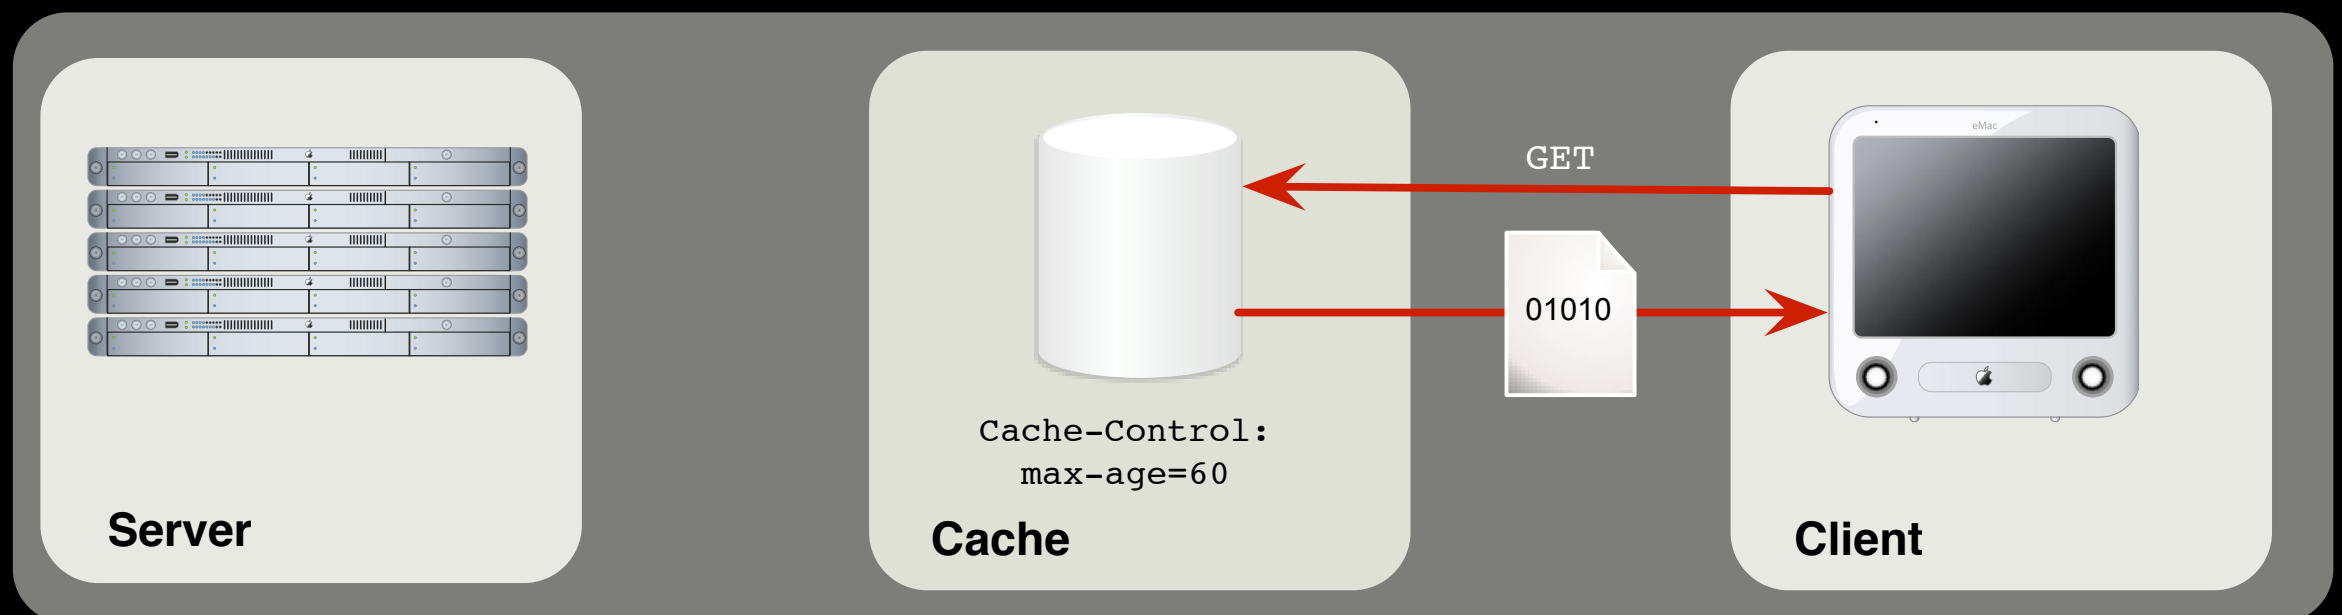 eMac
GET
01010
Cache-Control:
max-age=60
Server
Cache
Client